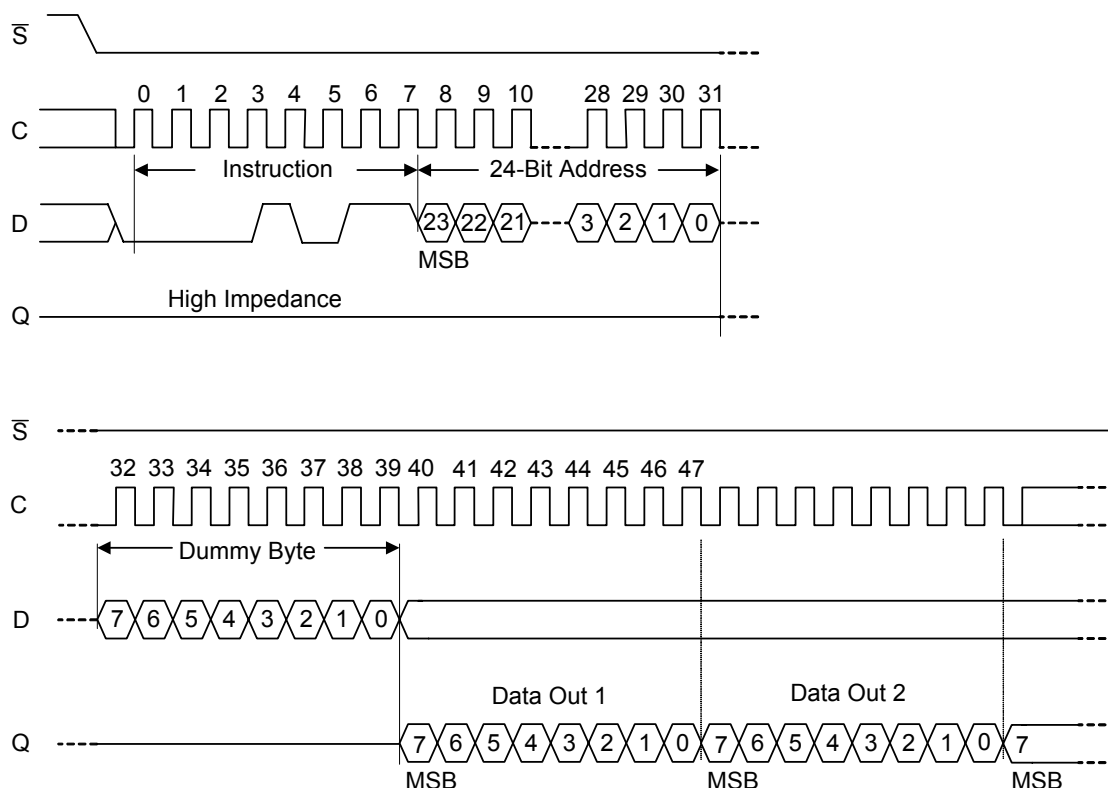 S̅
0 1 2 3 4 5 6 7 8 9 10 28 29 30 31
C
Instruction 24-Bit Address
D 23 22 21 3 2 1 0
MSB
High Impedance
Q
S̅
32 33 34 35 36 37 38 39 40 41 42 43 44 45 46 47
C
Dummy Byte
D 7 6 5 4 3 2 1 0
Data Out 1 Data Out 2
Q 7 6 5 4 3 2 1 0 7 6 5 4 3 2 1 0 7
MSB MSB MSB